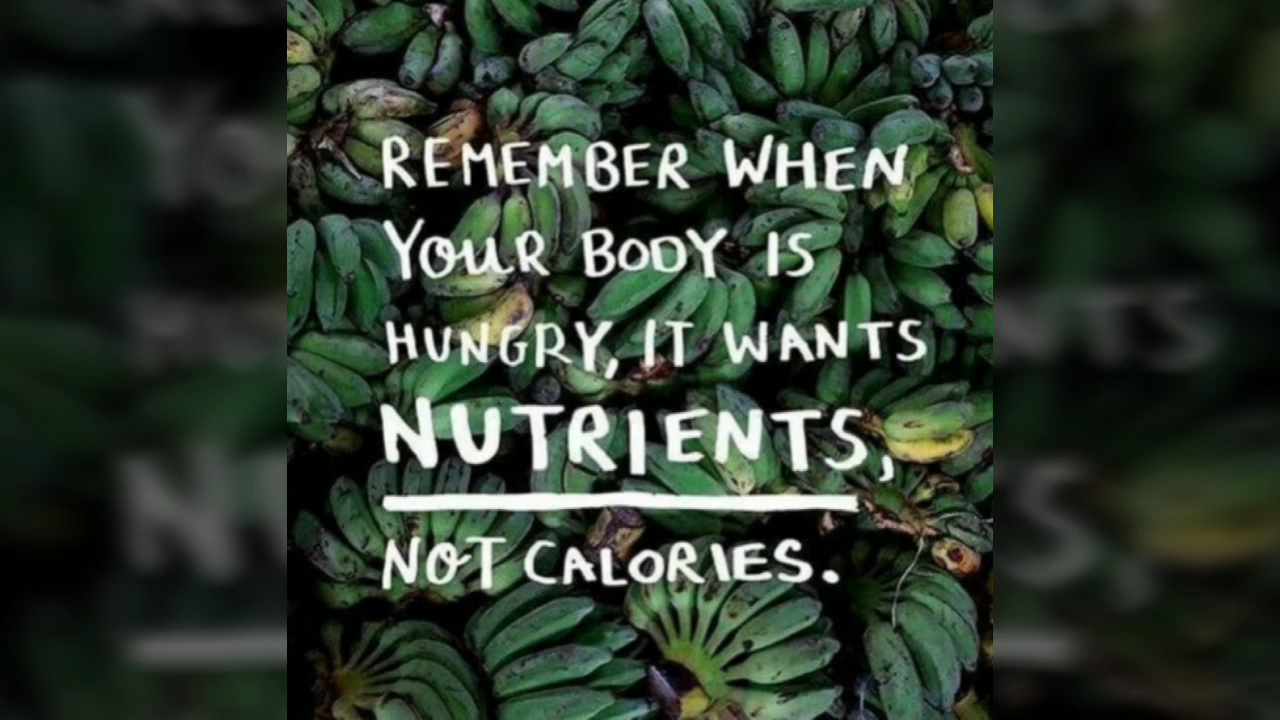 REMEMBER WHEN
YOUR BODY IS
HUNGRY, IT WANTS
NUTRIENTS,
NOT CALORIES.